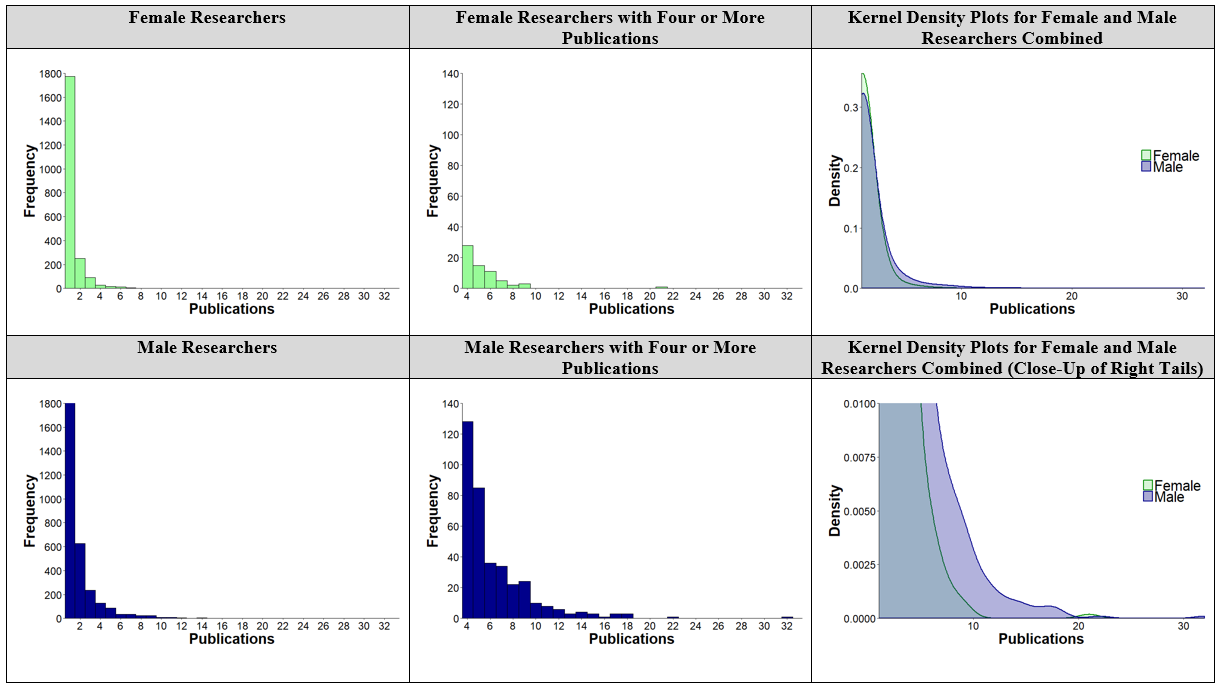 Female Researchers
Female Researchers with Four or More
Publications
Kernel Density Plots for Female and Male
Researchers Combined
1800
1600
1400
1200
1000
800
600
400
200
0
Frequency
2 4 6 8 10 12 14 16 18 20 22 24 26 28 30 32
Publications
140
120
100
80
60
40
20
0
Frequency
4 6 8 10 12 14 16 18 20 22 24 26 28 30 32
Publications
0.3
0.2
0.1
0.0
Density
Female
Male
10 20 30
Publications
Male Researchers
Male Researchers with Four or More
Publications
Kernel Density Plots for Female and Male
Researchers Combined (Close-Up of Right Tails)
1800
1600
1400
1200
1000
800
600
400
200
0
Frequency
2 4 6 8 10 12 14 16 18 20 22 24 26 28 30 32
Publications
140
120
100
80
60
40
20
0
Frequency
4 6 8 10 12 14 16 18 20 22 24 26 28 30 32
Publications
0.0100
0.0075
0.0050
0.0025
0.0000
Density
Female
Male
10 20 30
Publications